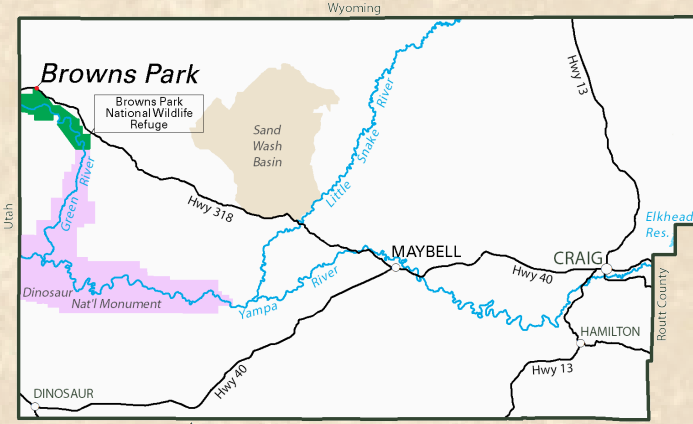 Wyoming
Browns Park
Browns Park
National Wildlife
Refuge
Hwy 13
Sand
Wash
Basin
Little Snake River
Utah
Green River
Hwy 318
Elkhead
Res.
MAYBELL
CRAIG
Hwy 40
Dinosaur
Nat'l Monument
Yampa River
Routt County
HAMILTON
Hwy 13
Hwy 40
DINOSAUR